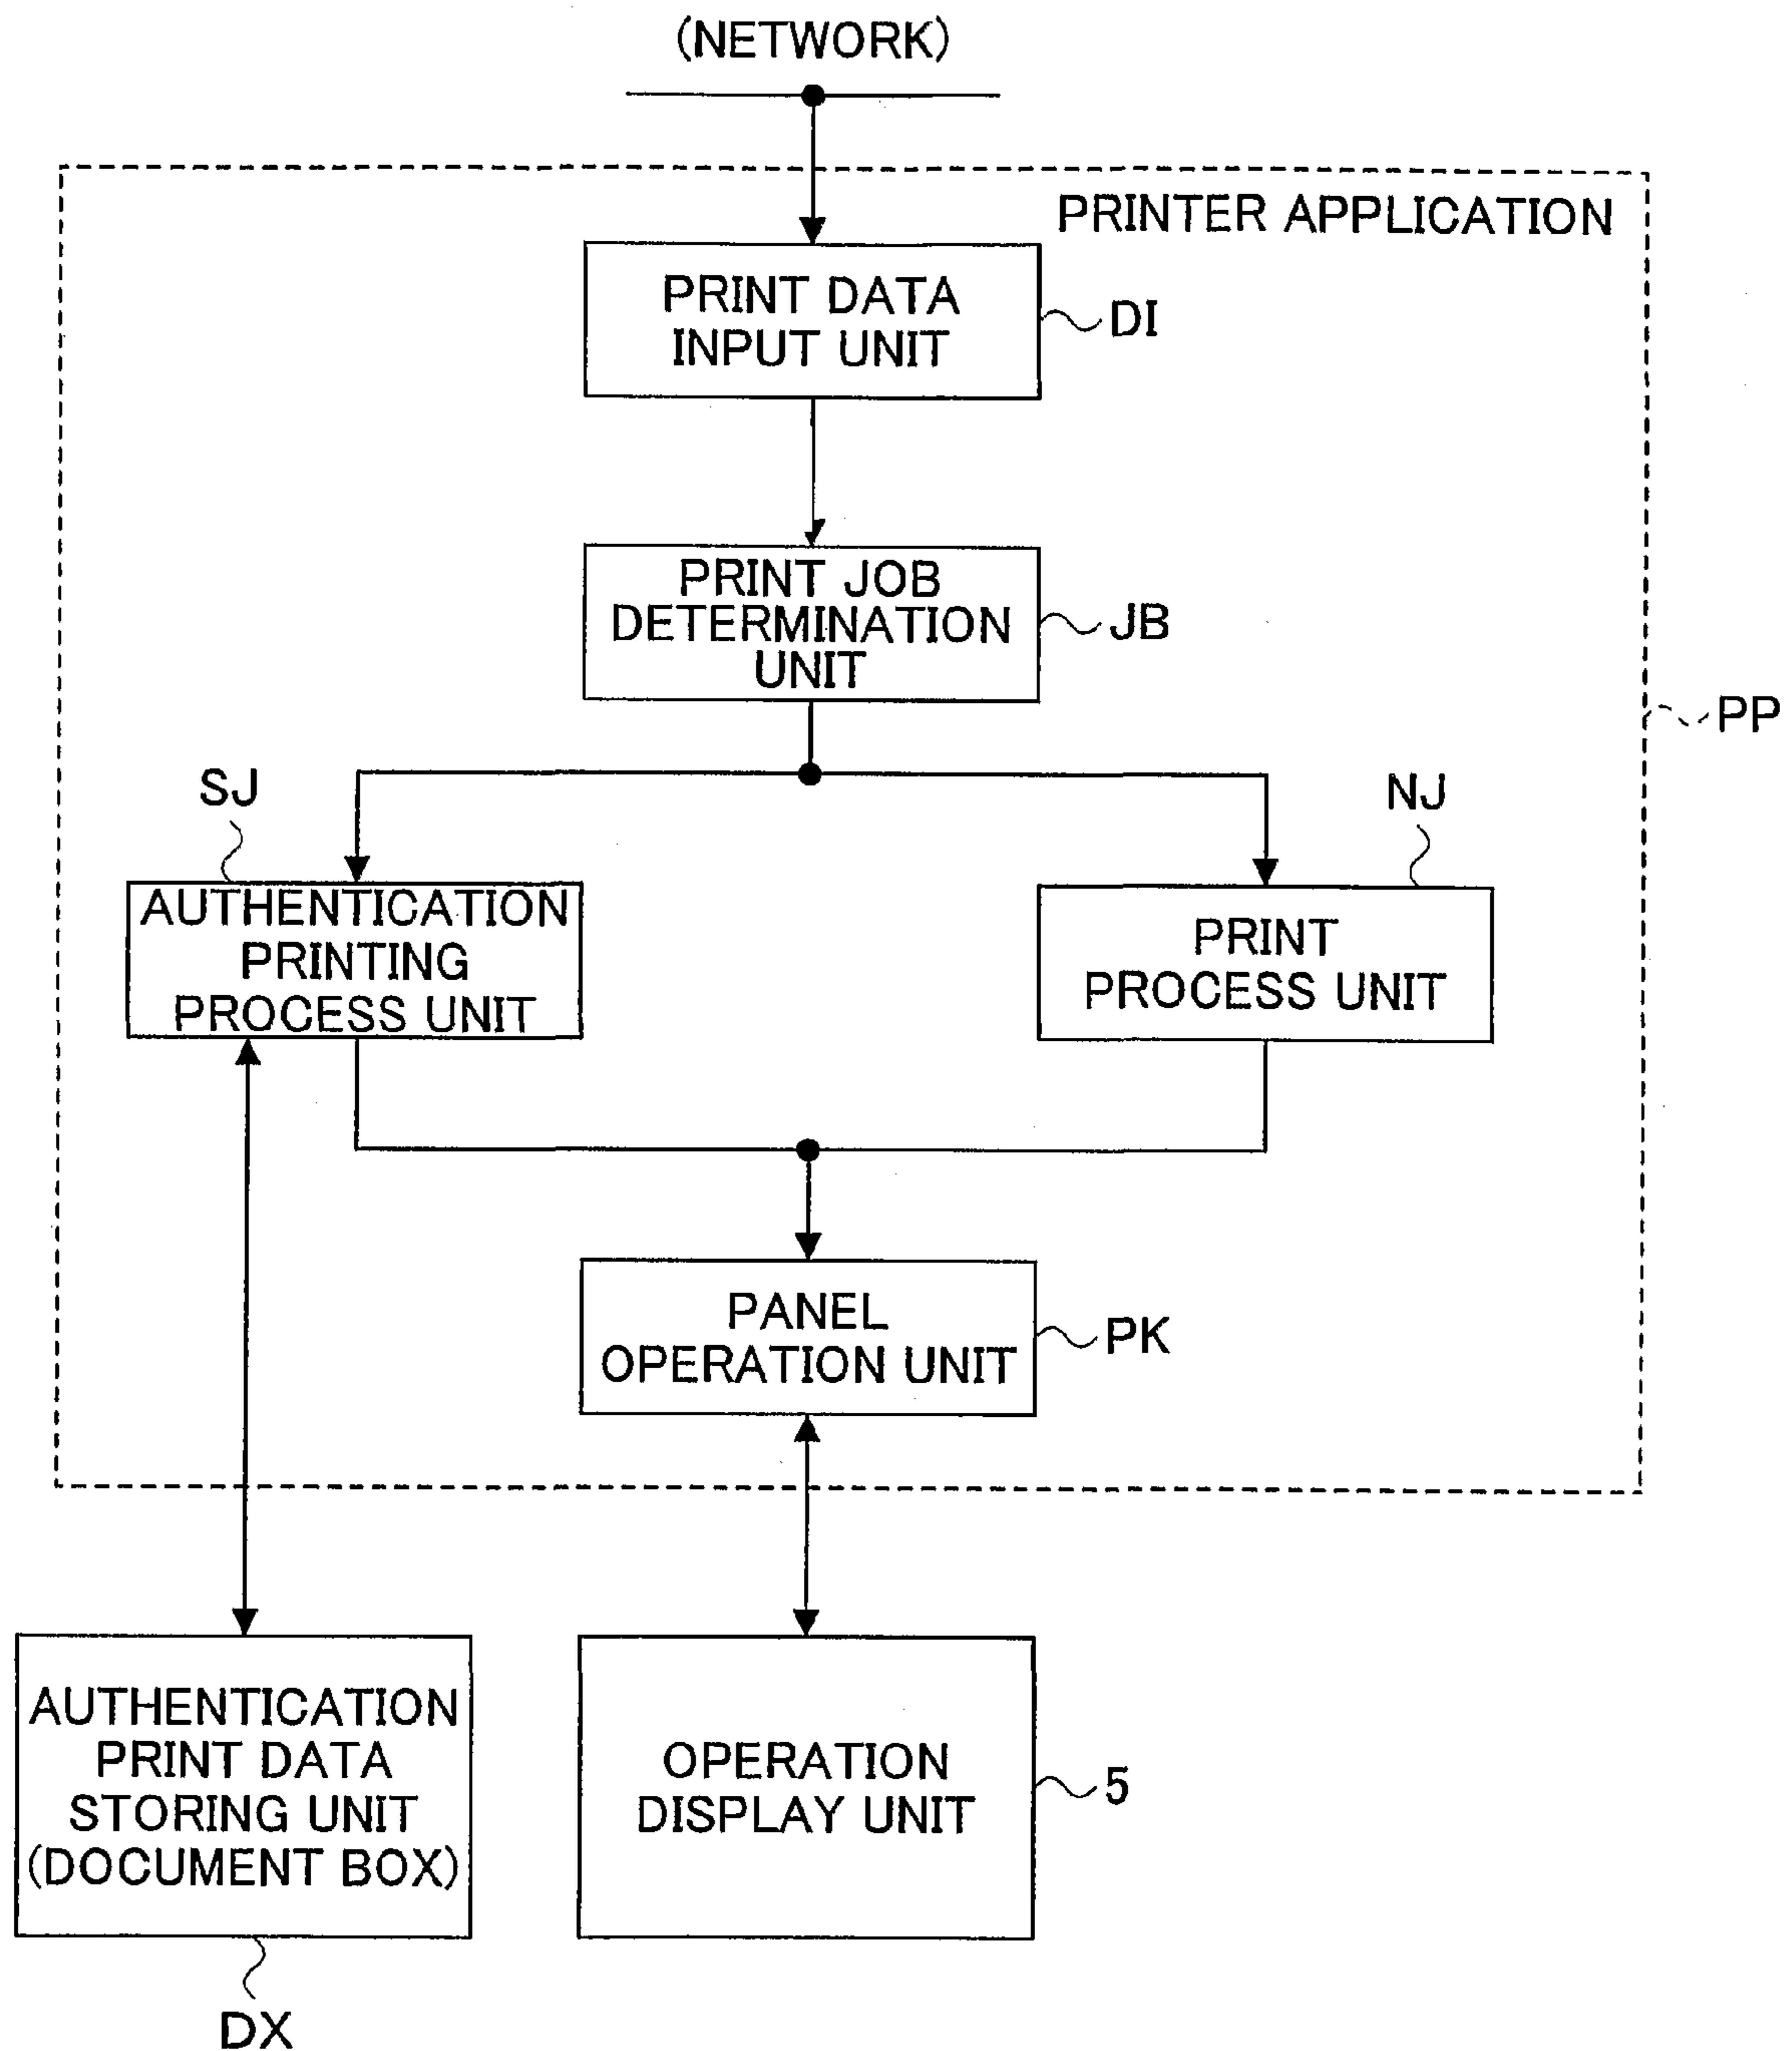 (NETWORK)
PRINTER APPLICATION
PRINT DATA
INPUT UNIT
DI
PRINT JOB
DETERMINATION
UNIT
JB
PP
SJ
NJ
AUTHENTICATION
PRINTING
PROCESS UNIT
PRINT
PROCESS UNIT
PANEL
OPERATION UNIT
PK
AUTHENTICATION
PRINT DATA
STORING UNIT
(DOCUMENT BOX)
OPERATION
DISPLAY UNIT
5
DX